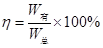 η = W有 / W总 × 100%